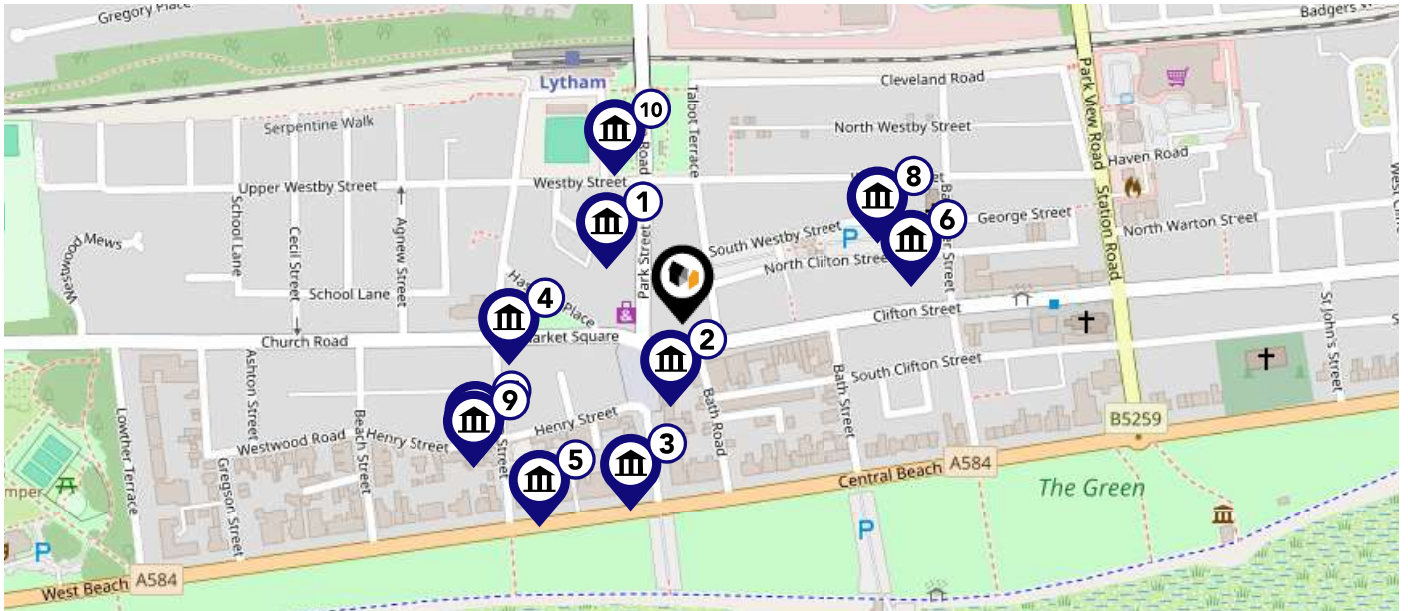 Gregory Place
Badgers W
Lytham
Cleveland Road
Talbot Terrace
Park View Road
10
Serpentine Walk
North Westby Street
Road
Haven Road
Upper Westby Street
Westby Street
8
1
6
George Street
North Warton Street
School Lane
Cecil Street
Agnew Street
Westwood Mews
South Westby Street
North Clifton Street
Park Street
Station Road
School Lane
4
Clifton Street
Church Road
Market Square
2
St John's Street
South Clifton Street
Ashton Street
9
Bath Road
Bath Street
Lowther Terrace
Beach Street
Henry Street
Westwood Road
Henry Street
Street
B5259
Gregson Street
5
3
A584
Central Beach
The Green
mper
P
P
P
A584
West Beach